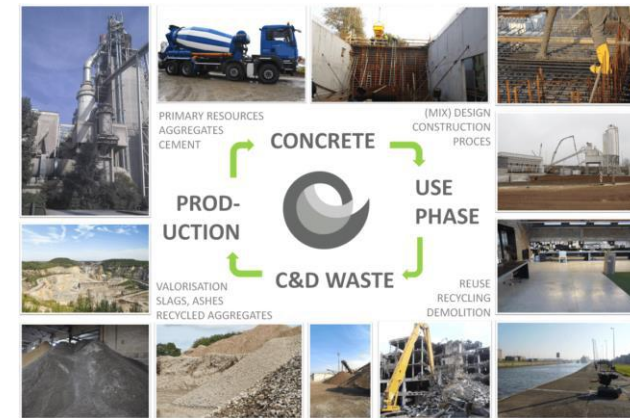 PRIMARY RESOURCES
AGGREGATES
CEMENT
(MIX) DESIGN
CONSTRUCTION
PROCES
CONCRETE
PROD-
UCTION
USE
PHASE
C&D WASTE
VALORISATION
SLAGS, ASHES
RECYCLED AGGREGATES
REUSE
RECYCLING
DEMOLITION